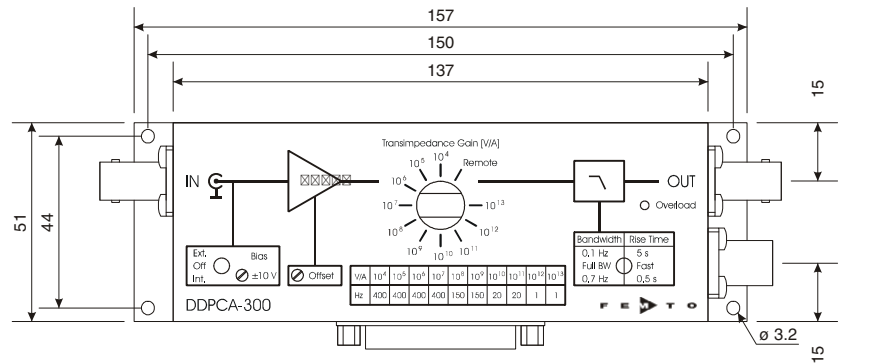 157
150
137
15
51
44
15
ø 3.2
Transimpedance Gain [V/A]
10⁴
10⁵
10⁶
10⁷
10⁸
10⁹
10¹⁰
10¹¹
10¹²
10¹³
Remote
IN
OUT
Overload
Ext.
Off
Int.
Bias
±10 V
Offset
V/A 10⁴ 10⁵ 10⁶ 10⁷ 10⁸ 10⁹ 10¹⁰ 10¹¹ 10¹² 10¹³
Hz 400 400 400 400 150 150 20 20 1 1
Bandwidth Rise Time
0,1 Hz 5 s
Full BW Fast
0,7 Hz 0,5 s
DDPCA-300
FEMTO